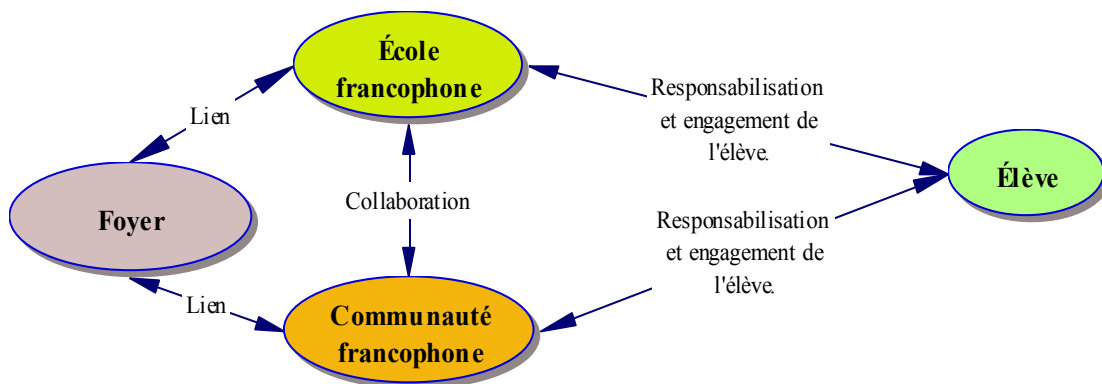 École
francophone
Responsabilisation
et engagement de
l'élève.
Lien
Élève
Collaboration
Foyer
Responsabilisation
et engagement de
l'élève.
Lien
Communauté
francophone